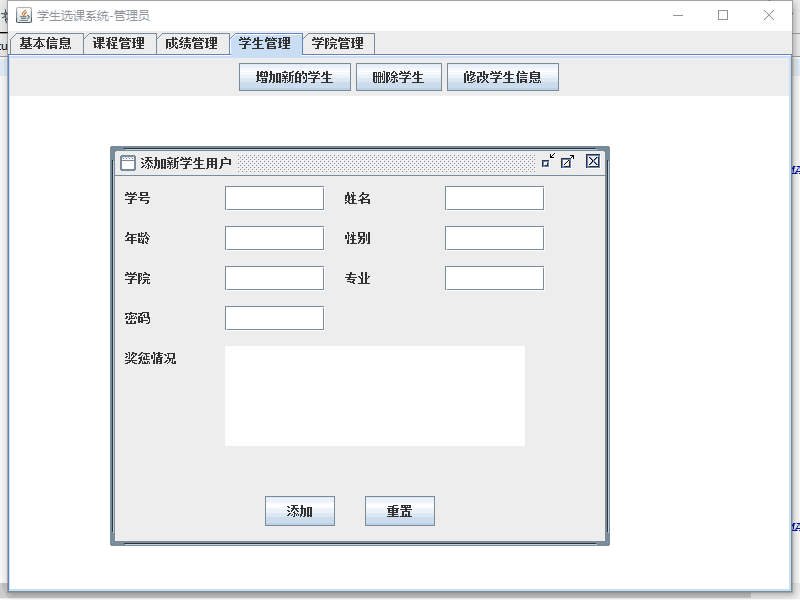 学生选课系统-管理员
基本信息 课程管理 成绩管理 学生管理 学院管理
增加新的学生 删除学生 修改学生信息
添加新学生用户
学号 姓名
年龄 性别
学院 专业
密码
奖惩情况
添加 重置